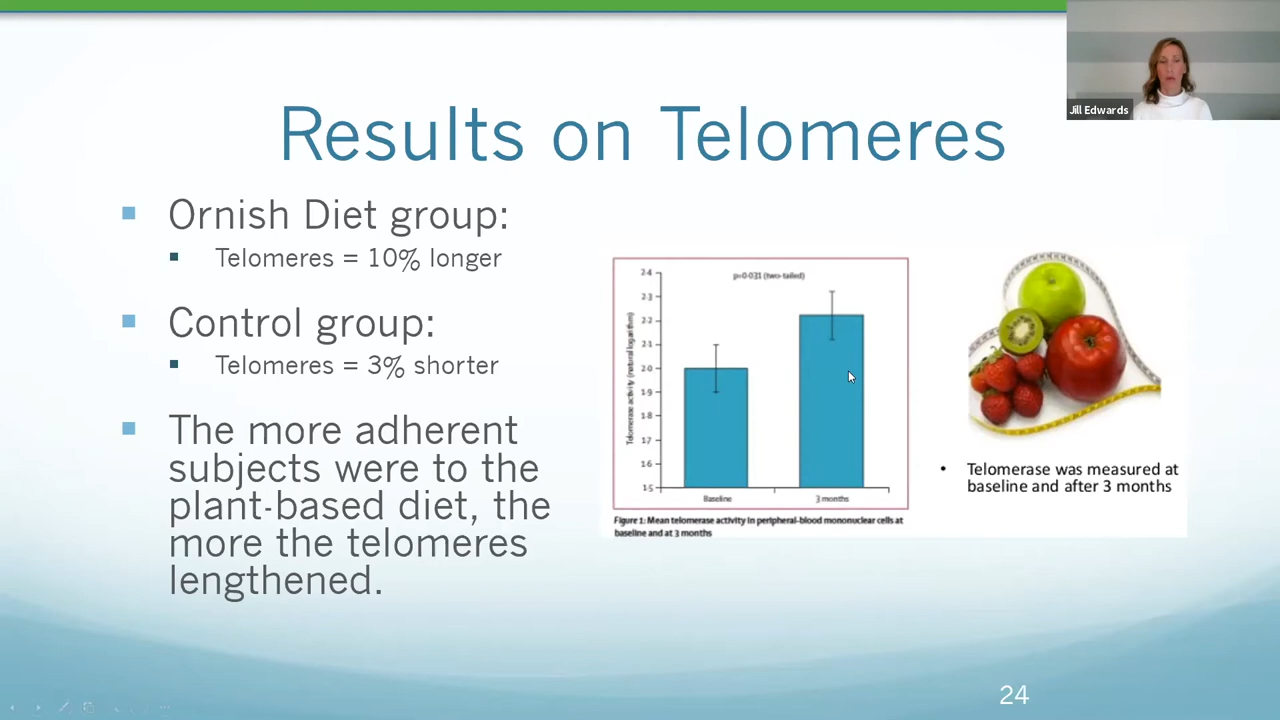 Jill Edwards
Results on Telomeres
Ornish Diet group:
Telomeres = 10% longer
Control group:
Telomeres = 3% shorter
The more adherent
subjects were to the
plant-based diet, the
more the telomeres
lengthened.
p=0·031 (two-tailed)
Telomerase activity (natural logarithm)
2·4
2·3
2·2
2·1
2·0
1·9
1·8
1·7
1·6
1·5
Baseline
3 months
Figure 1: Mean telomerase activity in peripheral-blood mononuclear cells at
baseline and at 3 months
• Telomerase was measured at
baseline and after 3 months
24